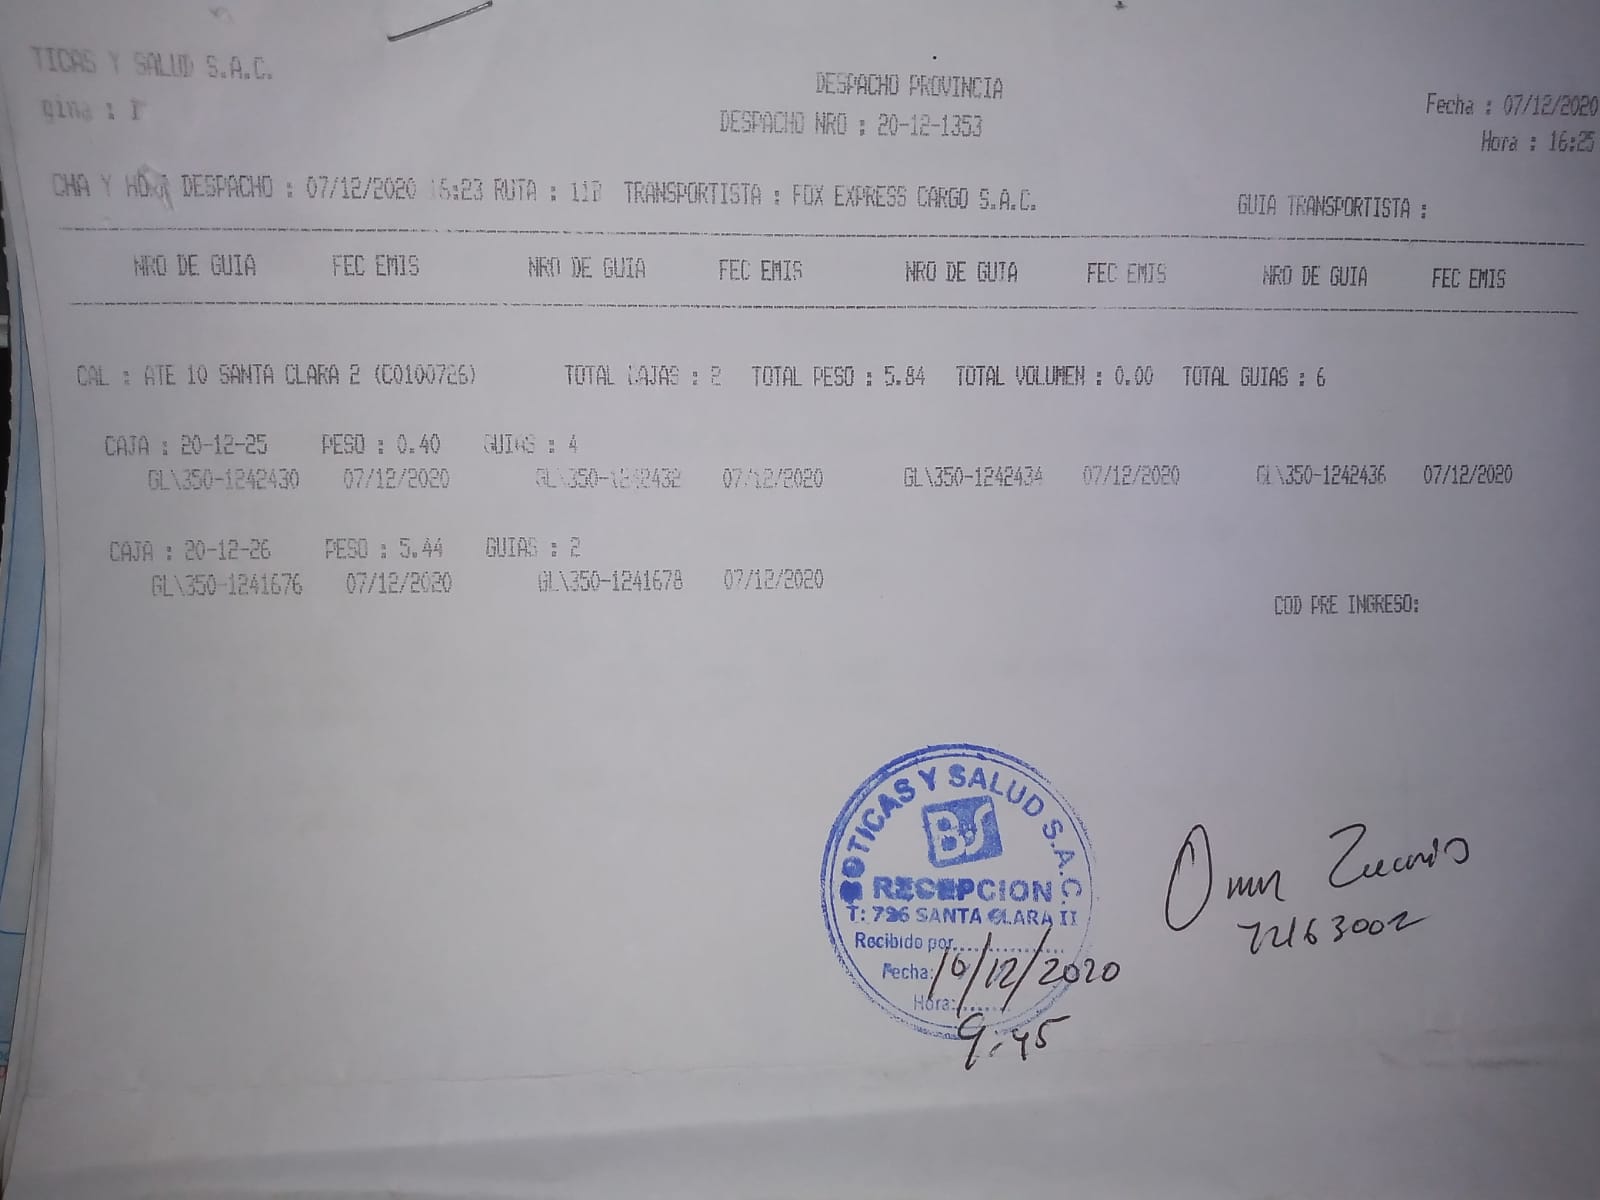 TICAS Y SALUD S.A.C.
gina : 1
DESPACHO PROVINCIA
DESPACHO NRO : 20-12-1353
Fecha : 07/12/2020
Hora : 16:25
CHA Y HORA DESPACHO : 07/12/2020 16:23 RUTA : 11D TRANSPORTISTA : FOX EXPRESS CARGO S.A.C. GUIA TRANSPORTISTA :
NRO DE GUIA FEC EMIS NRO DE GUIA FEC EMIS NRO DE GUIA FEC EMIS NRO DE GUIA FEC EMIS
CAL : ATE 10 SANTA CLARA 2 (C0100726) TOTAL CAJAS : 2 TOTAL PESO : 5.84 TOTAL VOLUMEN : 0.00 TOTAL GUIAS : 6
CAJA : 20-12-25 PESO : 0.40 GUIAS : 4
GL\350-1242430 07/12/2020 GL\350-1242432 07/12/2020 GL\350-1242434 07/12/2020 GL\350-1242436 07/12/2020
CAJA : 20-12-26 PESO : 5.44 GUIAS : 2
GL\350-1241676 07/12/2020 GL\350-1241678 07/12/2020
COD PRE INGRESO:
BOTICAS Y SALUD S.A.C.
BS
RECEPCION
T: 796 SANTA CLARA II
Recibido por
Fecha: 16/12/2020
Hora:
9:45
72163002